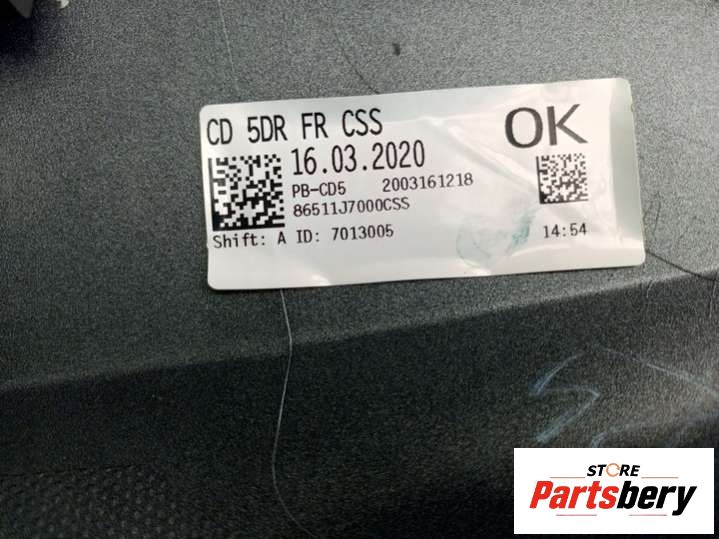 CD 5DR FR CSS
OK
16.03.2020
PB-CD5 2003161218
86511J7000CSS
Shift: A ID: 7013005
14:54
STORE
Partsbery